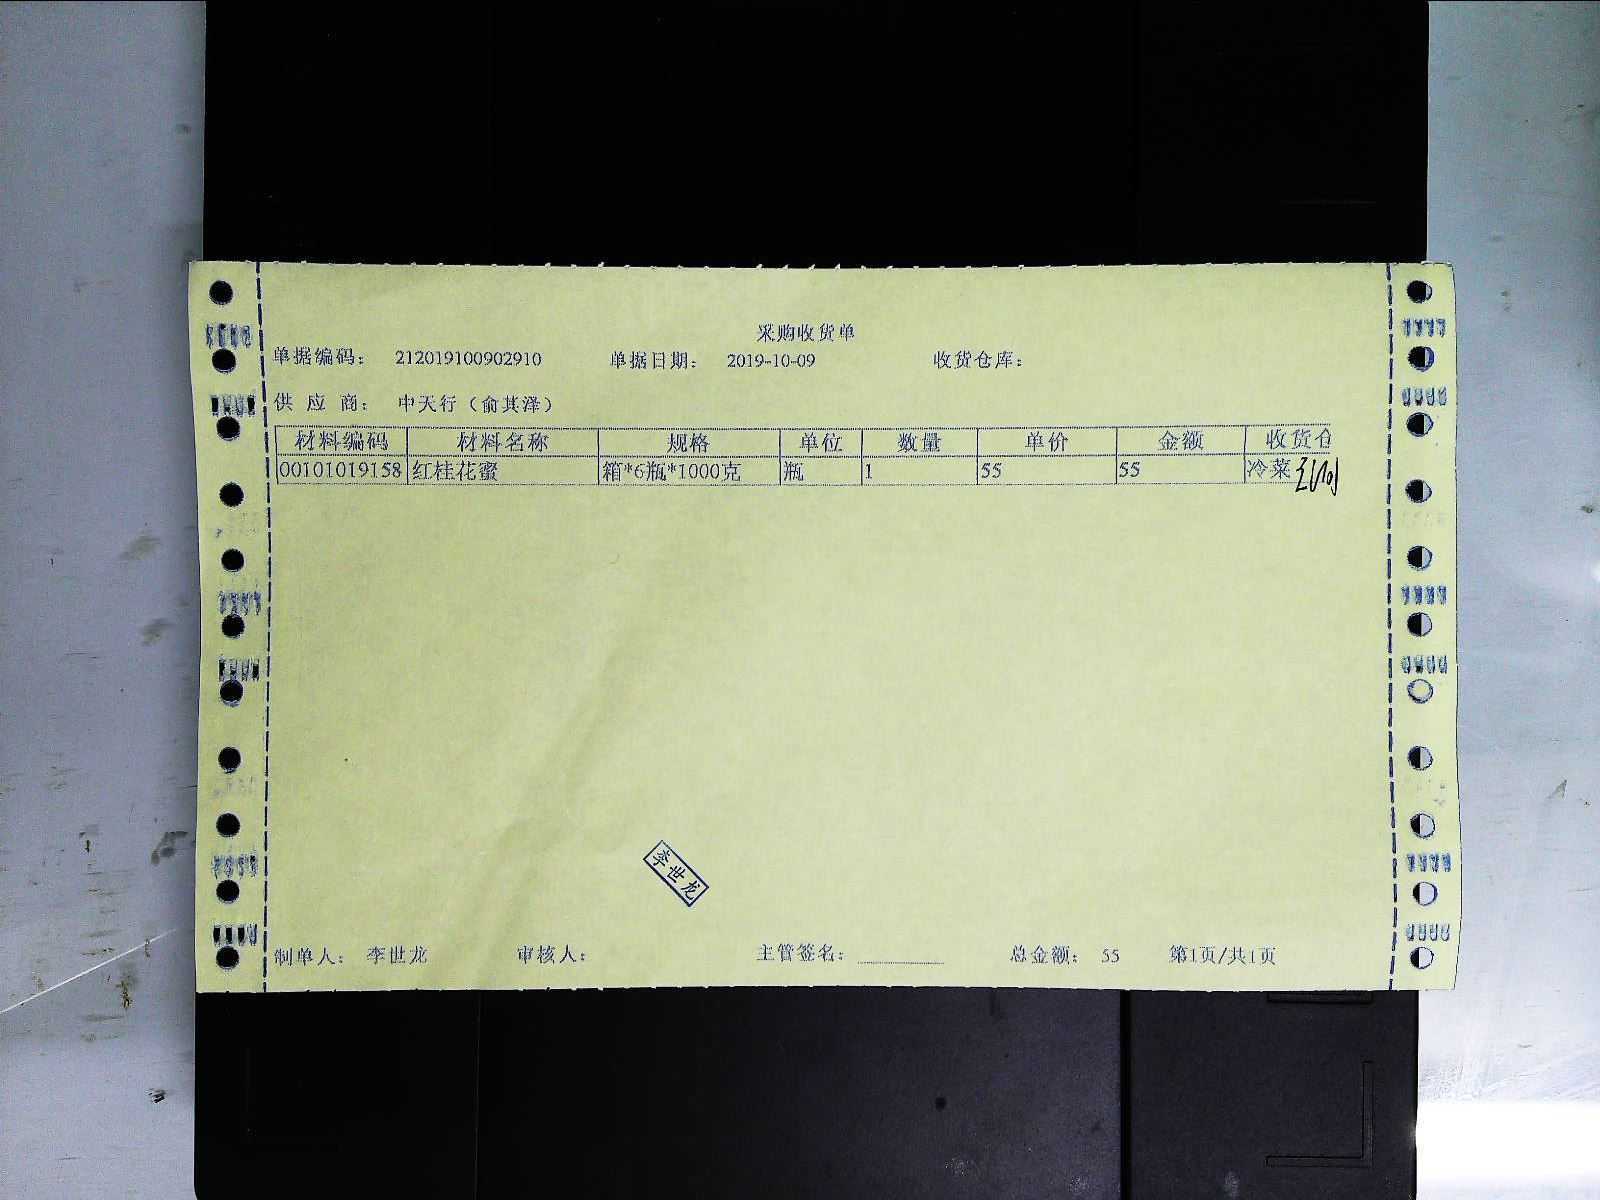 采购收货单
单据编码： 212019100902910 单据日期： 2019-10-09 收货仓库：
供 应 商： 中天行（俞其泽）
材料编码 材料名称 规格 单位 数量 单价 金额 收货仓
00101019158 红桂花蜜 箱*6瓶*1000克 瓶 1 55 55 冷菜
李世龙
制单人： 李世龙 审核人： 主管签名： 总金额： 55 第1页/共1页